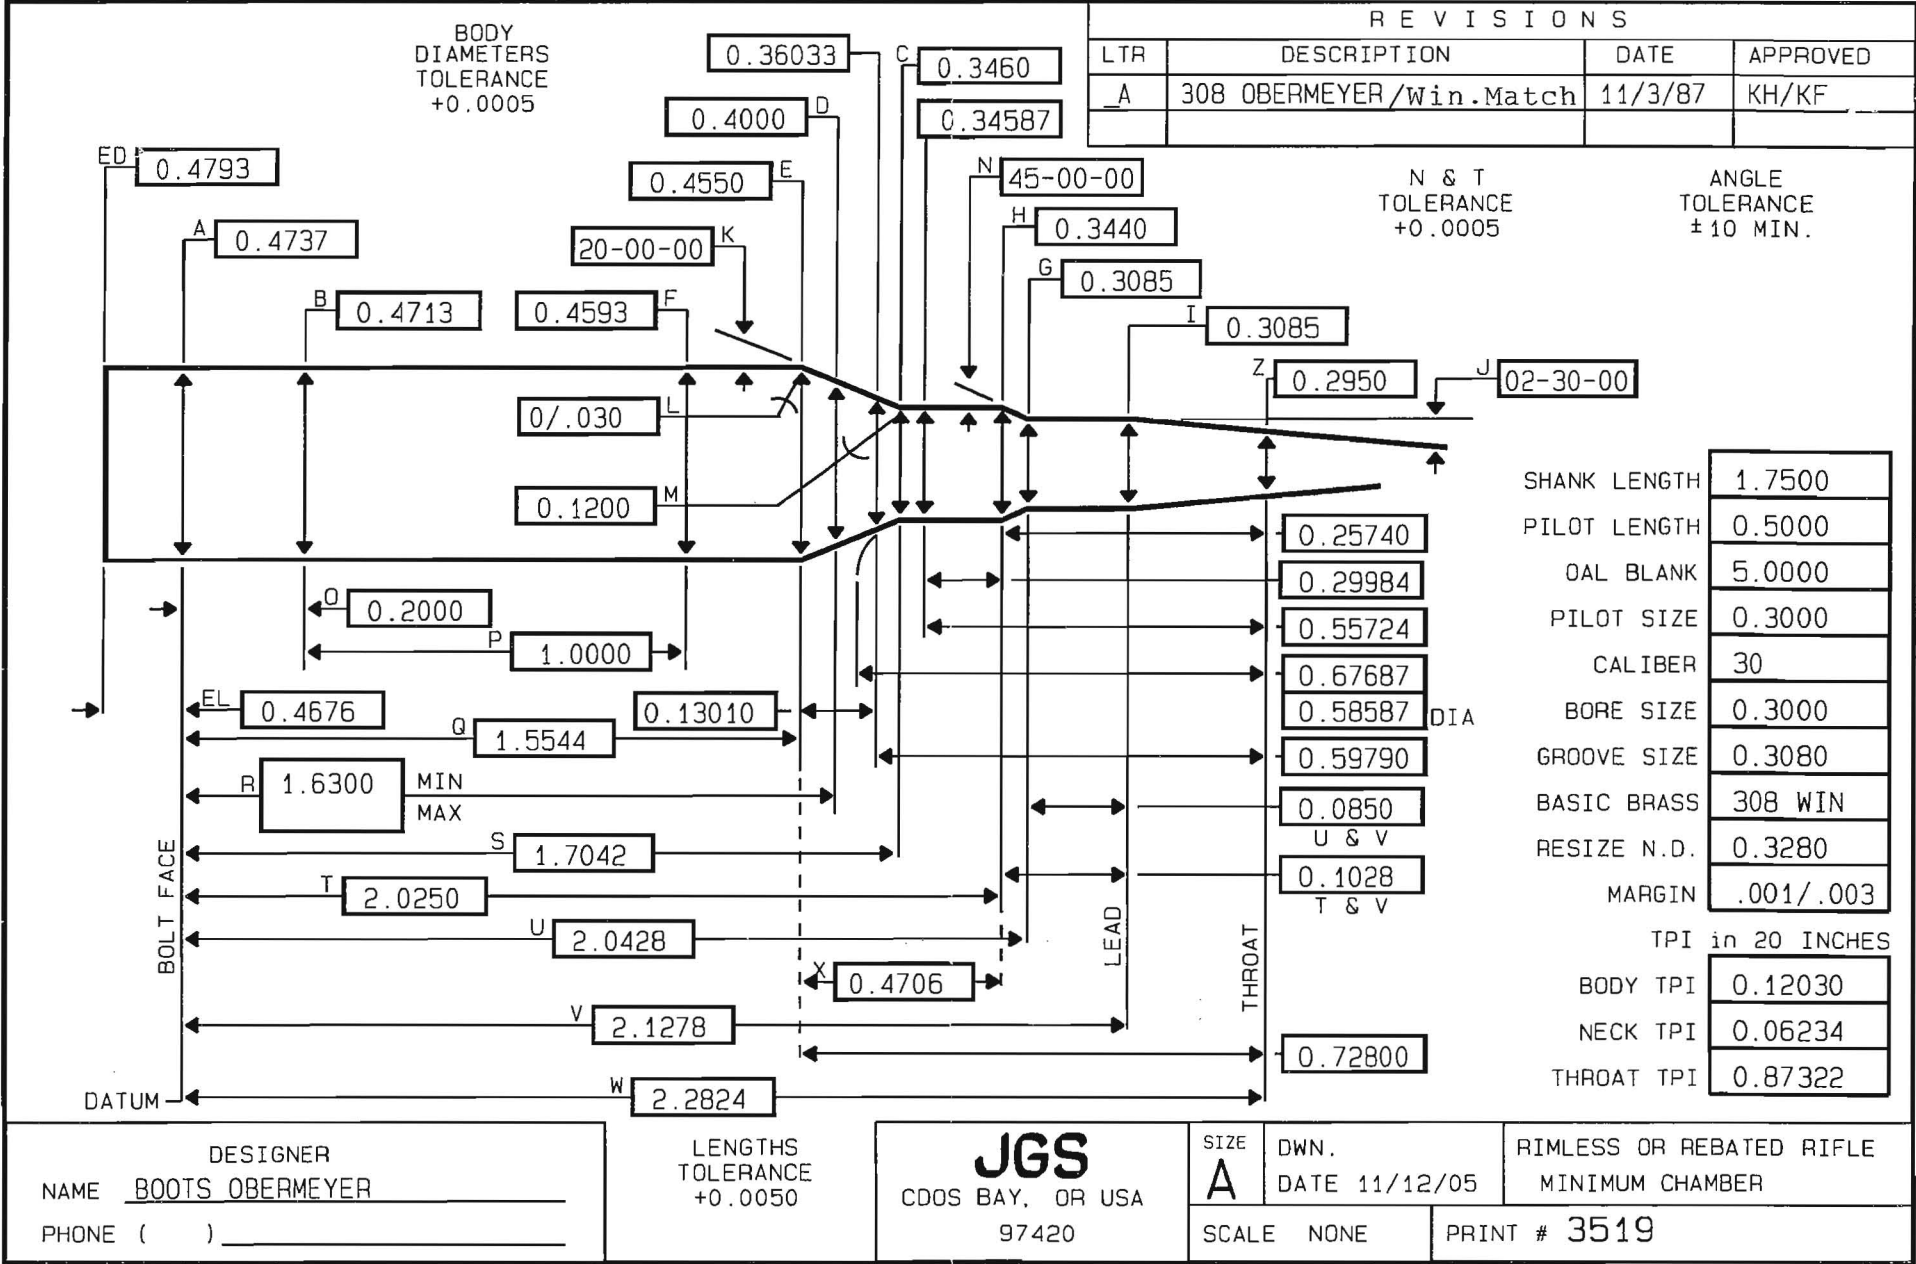 REVISIONS
LTR DESCRIPTION DATE APPROVED
_A 308 OBERMEYER/Win.Match 11/3/87 KH/KF
BODY
DIAMETERS
TOLERANCE
+0.0005
0.36033
C 0.3460
0.4000 D
0.34587
ED 0.4793
0.4550 E
N 45-00-00
N & T
TOLERANCE
+0.0005
ANGLE
TOLERANCE
±10 MIN.
A 0.4737
20-00-00 K
H 0.3440
G 0.3085
B 0.4713
0.4593 F
I 0.3085
Z 0.2950
J 02-30-00
0/.030 L
0.1200 M
SHANK LENGTH 1.7500
PILOT LENGTH 0.5000
OAL BLANK 5.0000
PILOT SIZE 0.3000
CALIBER 30
BORE SIZE 0.3000
GROOVE SIZE 0.3080
BASIC BRASS 308 WIN
RESIZE N.D. 0.3280
MARGIN .001/.003
TPI in 20 INCHES
BODY TPI 0.12030
NECK TPI 0.06234
THROAT TPI 0.87322
0.25740
0.29984
0.55724
0.67687
0.58587 DIA
0.59790
0.0850
U & V
0.1028
T & V
0.72800
O 0.2000
P 1.0000
EL 0.4676
0.13010
Q 1.5544
R 1.6300 MIN
MAX
S 1.7042
T 2.0250
U 2.0428
X 0.4706
V 2.1278
W 2.2824
BOLT FACE
LEAD
THROAT
DATUM
DESIGNER
NAME BOOTS OBERMEYER
PHONE ( )
LENGTHS
TOLERANCE
+0.0050
JGS
COOS BAY, OR USA
97420
SIZE
A
DWN.
DATE 11/12/05
RIMLESS OR REBATED RIFLE
MINIMUM CHAMBER
SCALE NONE
PRINT # 3519